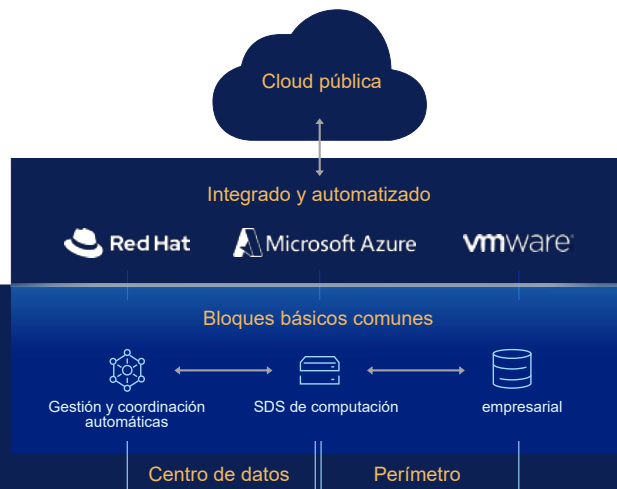 Cloud pública
Integrado y automatizado
Red Hat
Microsoft Azure
vmware®
Bloques básicos comunes
Gestión y coordinación
automáticas
SDS de computación
empresarial
Centro de datos
Perímetro